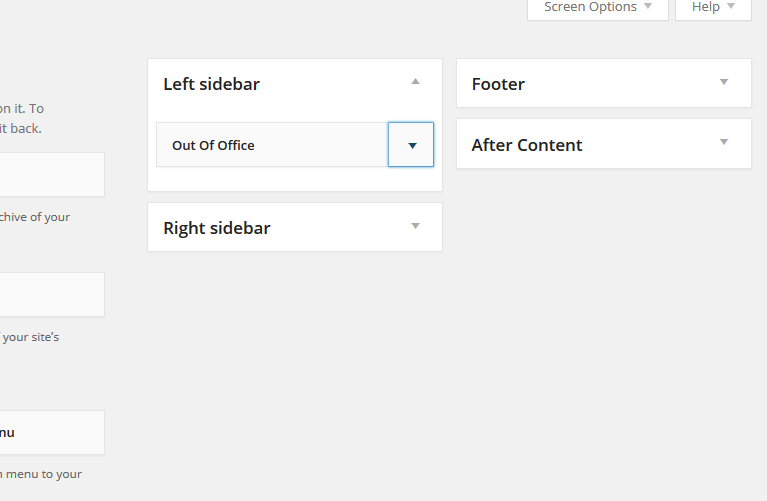 Screen Options
Help
on it. To
it back.
chive of your
your site's
nu
menu to your
Left sidebar
Out Of Office
Right sidebar
Footer
After Content